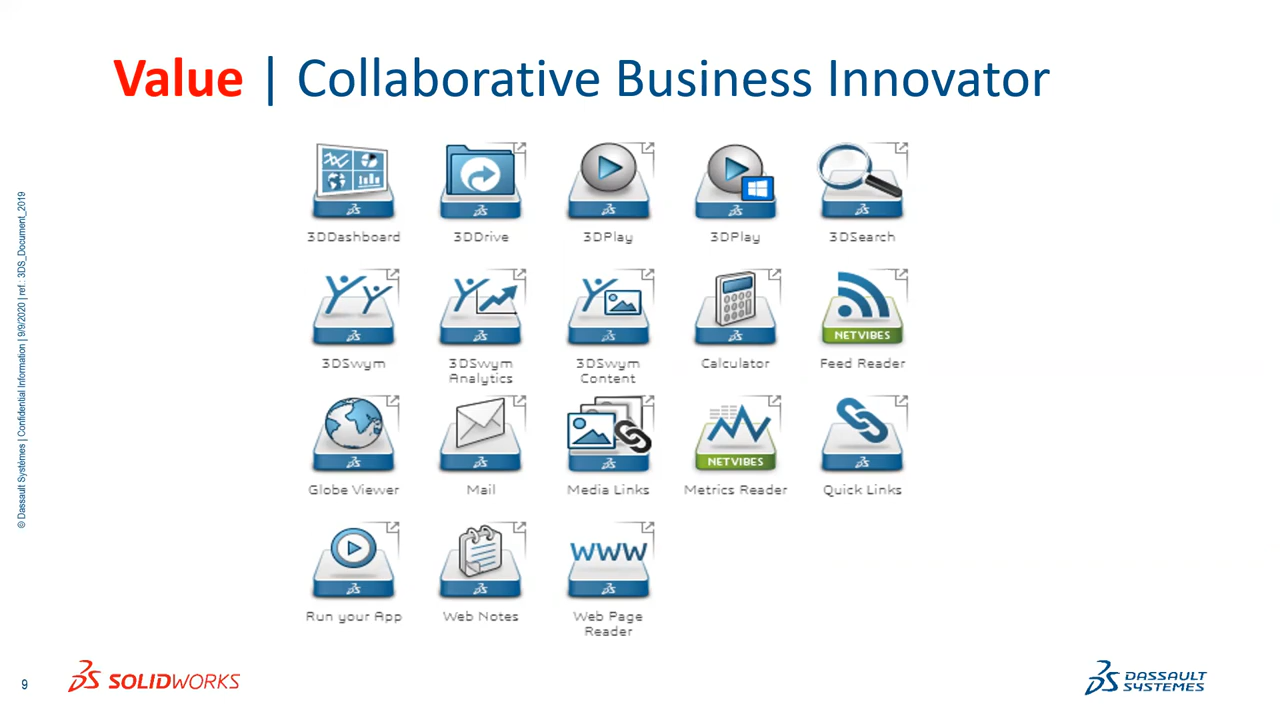 Value | Collaborative Business Innovator
3DDashboard
3DDrive
3DPlay
3DPlay
3DSearch
3DSwym
3DSwym
Analytics
3DSwym
Content
Calculator
NETVIBES
Feed Reader
Globe Viewer
Mail
Media Links
NETVIBES
Metrics Reader
Quick Links
Run your App
Web Notes
WWW
Web Page
Reader
© Dassault Systèmes | Confidential Information | 9/9/2020 | ref.: 3DS_Document_2019
9
SOLIDWORKS
DASSAULT
SYSTEMES